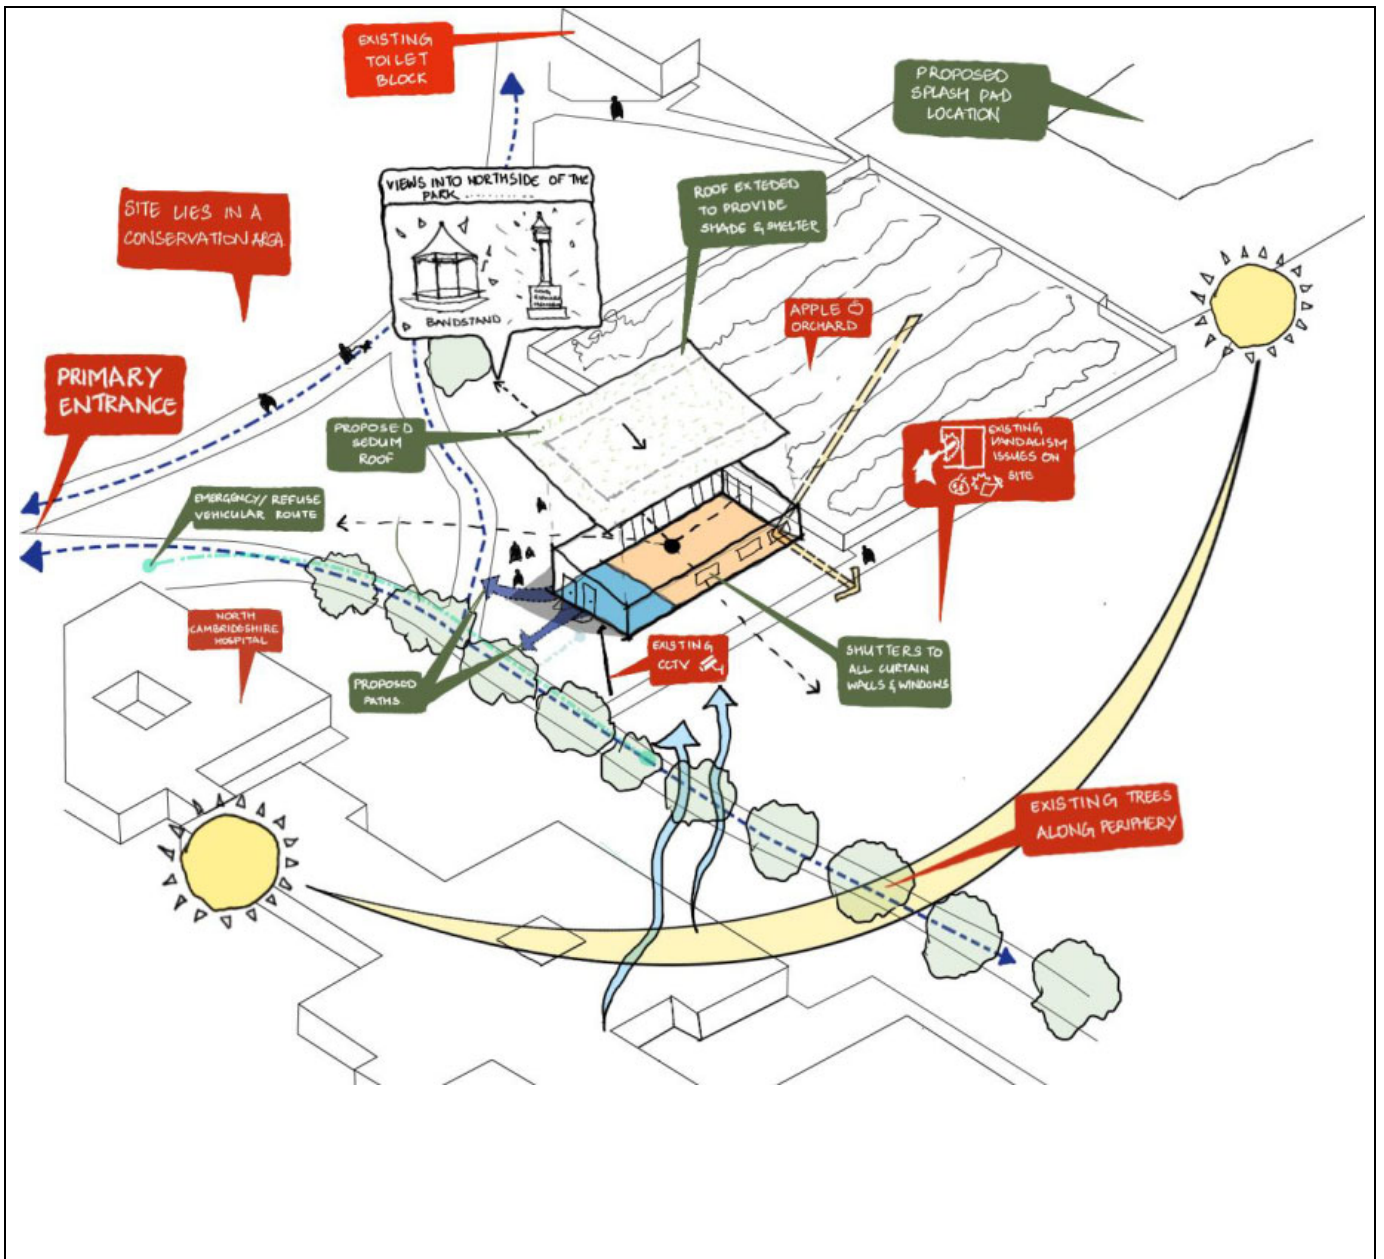 EXISTING
TOILET
BLOCK
PROPOSED
SPLASH PAD
LOCATION
VIEWS INTO NORTHSIDE OF THE
PARK ..........
BANDSTAND
ROOF EXTEDED
TO PROVIDE
SHADE & SHELTER
SITE LIES IN A
CONSERVATION AREA
APPLE
ORCHARD
PRIMARY
ENTRANCE
PROPOSED
SEDUM
ROOF
EXISTING
VANDALISM
ISSUES ON
SITE
EMERGENCY/REFUSE
VEHICULAR ROUTE
NORTH
CAMBRIDGSHIRE
HOSPITAL
EXISTING
CCTV
SHUTTERS TO
ALL CURTAIN
WALLS & WINDOWS
PROPOSED
PATHS
EXISTING TREES
ALONG PERIPHERY